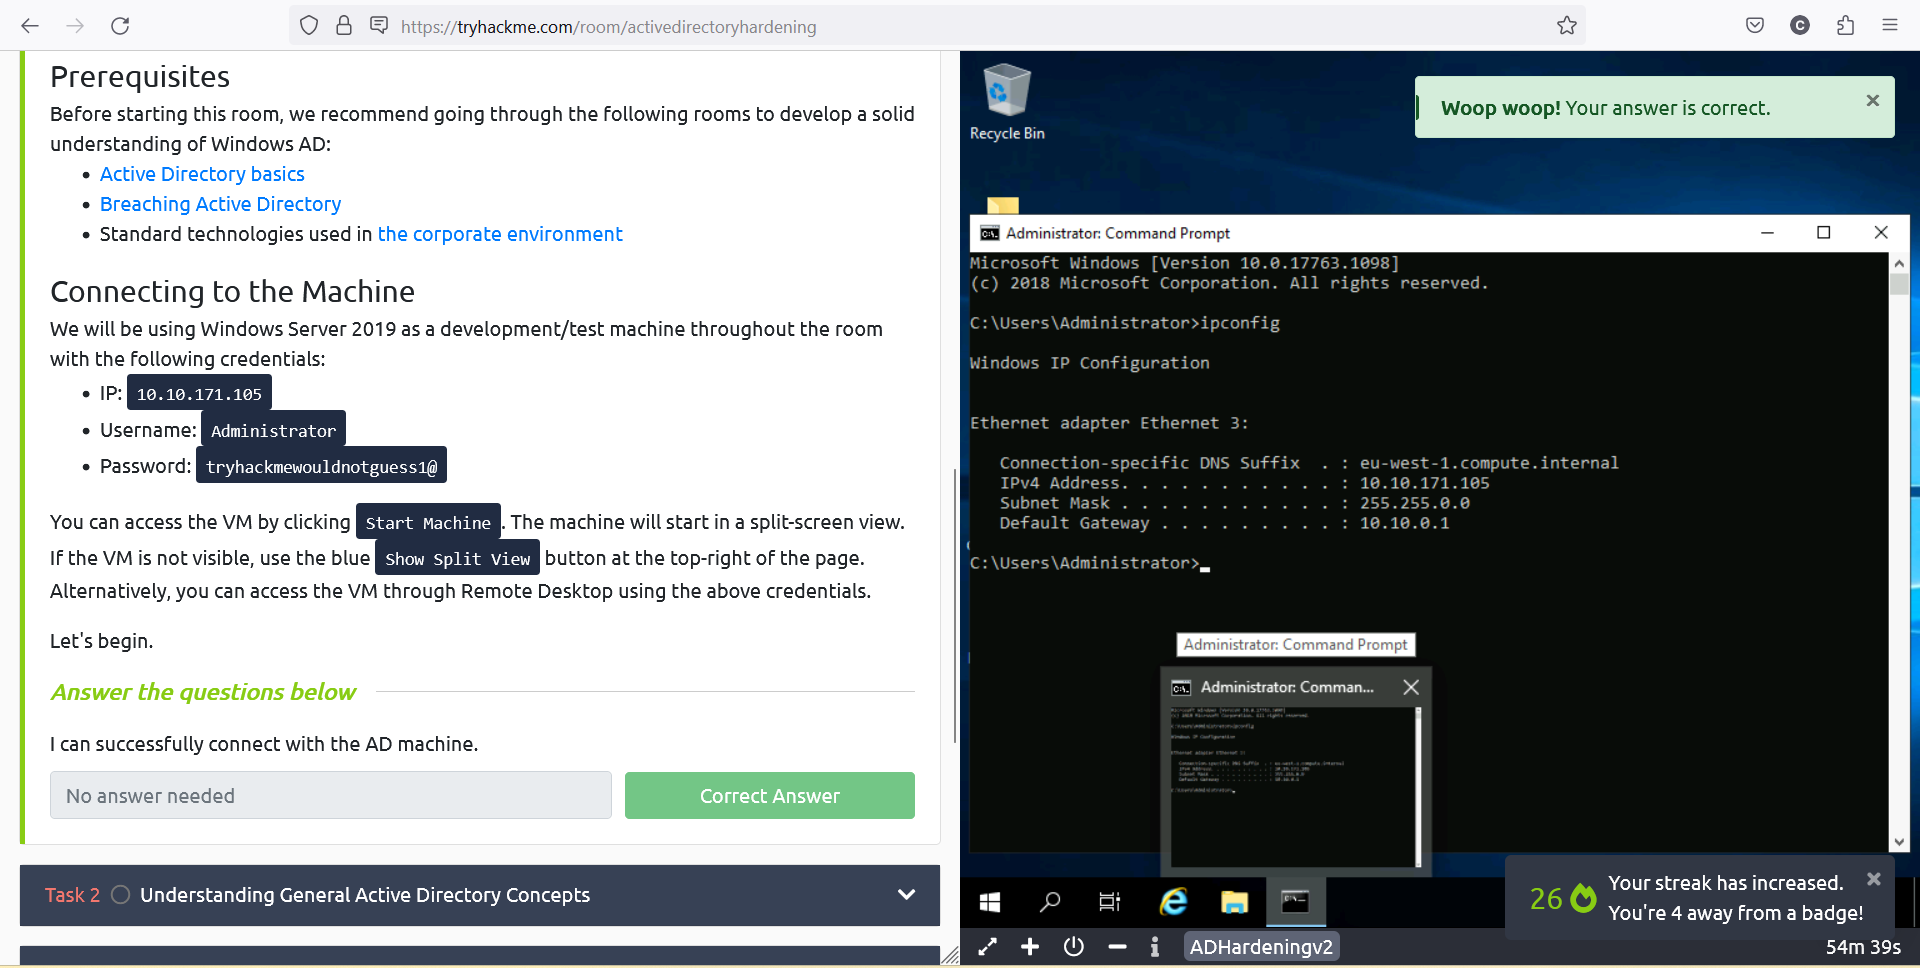 https://tryhackme.com/room/activedirectoryhardening
C
Prerequisites
Before starting this room, we recommend going through the following rooms to develop a solid
understanding of Windows AD:
Active Directory basics
Breaching Active Directory
Standard technologies used in the corporate environment
Connecting to the Machine
We will be using Windows Server 2019 as a development/test machine throughout the room
with the following credentials:
IP: 10.10.171.105
Username: Administrator
Password: tryhackmewouldnotguess1@
You can access the VM by clicking Start Machine. The machine will start in a split-screen view.
If the VM is not visible, use the blue Show Split View button at the top-right of the page.
Alternatively, you can access the VM through Remote Desktop using the above credentials.
Let's begin.
Answer the questions below
I can successfully connect with the AD machine.
No answer needed
Correct Answer
Task 2 Understanding General Active Directory Concepts
Recycle Bin
Woop woop! Your answer is correct.
Administrator: Command Prompt
Microsoft Windows [Version 10.0.17763.1098]
(c) 2018 Microsoft Corporation. All rights reserved.
C:\Users\Administrator>ipconfig
Windows IP Configuration
Ethernet adapter Ethernet 3:
Connection-specific DNS Suffix . : eu-west-1.compute.internal
IPv4 Address. . . . . . . . . . . : 10.10.171.105
Subnet Mask . . . . . . . . . . . : 255.255.0.0
Default Gateway . . . . . . . . . : 10.10.0.1
C:\Users\Administrator>
Administrator: Command Prompt
Administrator: Comman...
26
Your streak has increased.
You're 4 away from a badge!
ADHardeningv2
54m 39s